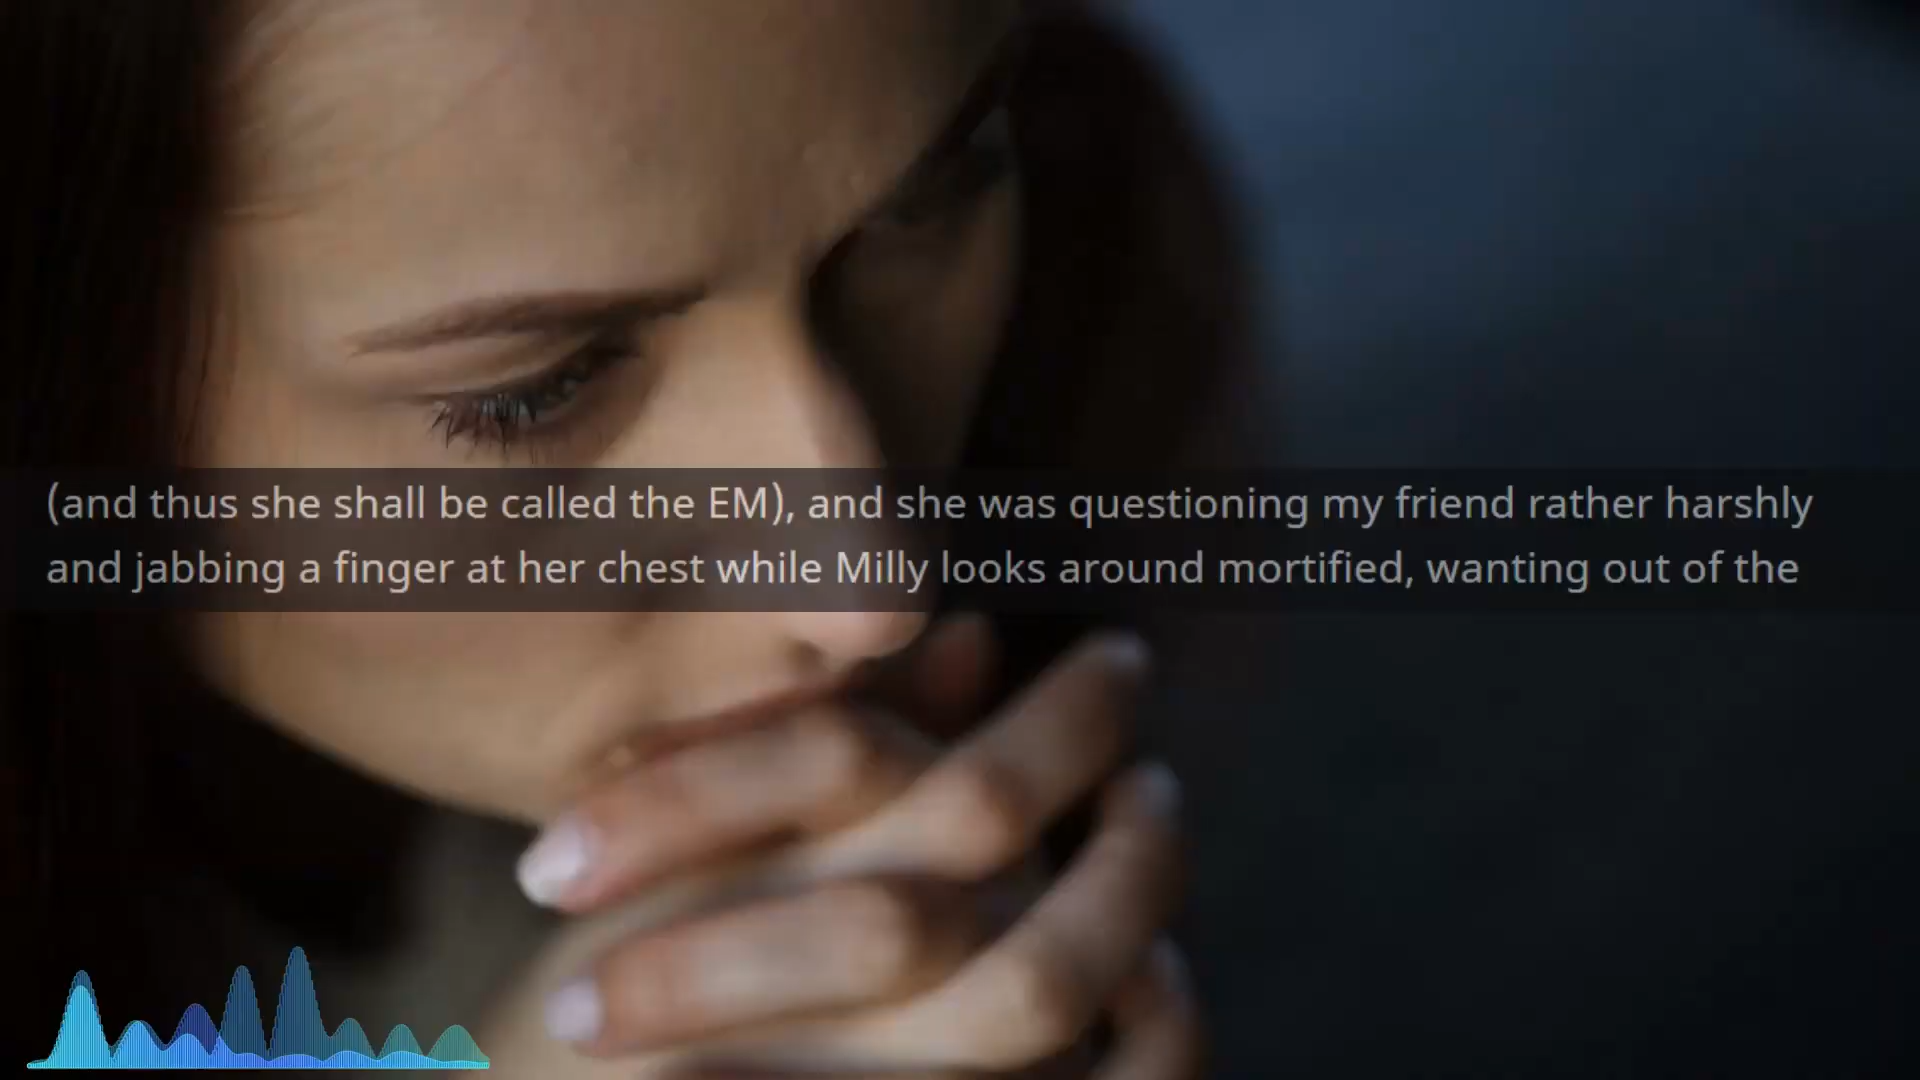 (and thus she shall be called the EM), and she was questioning my friend rather harshly
and jabbing a finger at her chest while Milly looks around mortified, wanting out of the